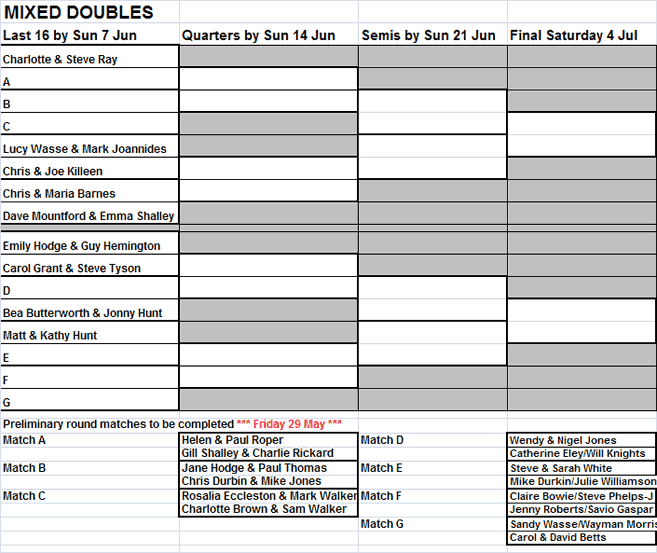 MIXED DOUBLES
Last 16 by Sun 7 Jun Quarters by Sun 14 Jun Semis by Sun 21 Jun Final Saturday 4 Jul
Charlotte & Steve Ray
A
B
C
Lucy Wasse & Mark Joannides
Chris & Joe Killeen
Chris & Maria Barnes
Dave Mountford & Emma Shalley
Emily Hodge & Guy Hemington
Carol Grant & Steve Tyson
D
Bea Butterworth & Jonny Hunt
Matt & Kathy Hunt
E
F
G
Preliminary round matches to be completed *** Friday 29 May ***
Match A Helen & Paul Roper Match D Wendy & Nigel Jones
Gill Shalley & Charlie Rickard Catherine Eley/Will Knights
Match B Jane Hodge & Paul Thomas Match E Steve & Sarah White
Chris Durbin & Mike Jones Mike Durkin/Julie Williamson
Match C Rosalia Eccleston & Mark Walker Match F Claire Bowie/Steve Phelps-J
Charlotte Brown & Sam Walker Jenny Roberts/Savio Gaspar
Match G Sandy Wasse/Wayman Morris
Carol & David Betts